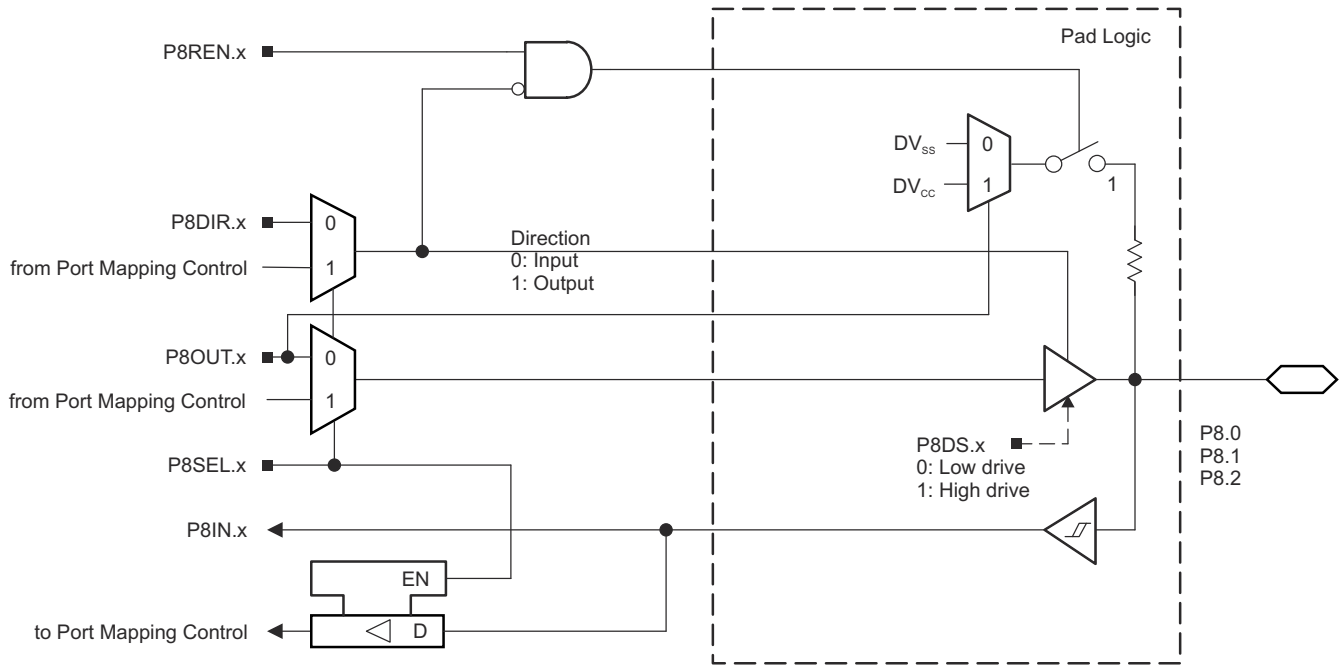 Pad Logic
P8REN.x
DVss
0
DVcc
1
1
P8DIR.x
0
from Port Mapping Control
1
Direction
0: Input
1: Output
P8OUT.x
0
from Port Mapping Control
1
P8SEL.x
P8DS.x
0: Low drive
1: High drive
P8.0
P8.1
P8.2
P8IN.x
EN
to Port Mapping Control
D